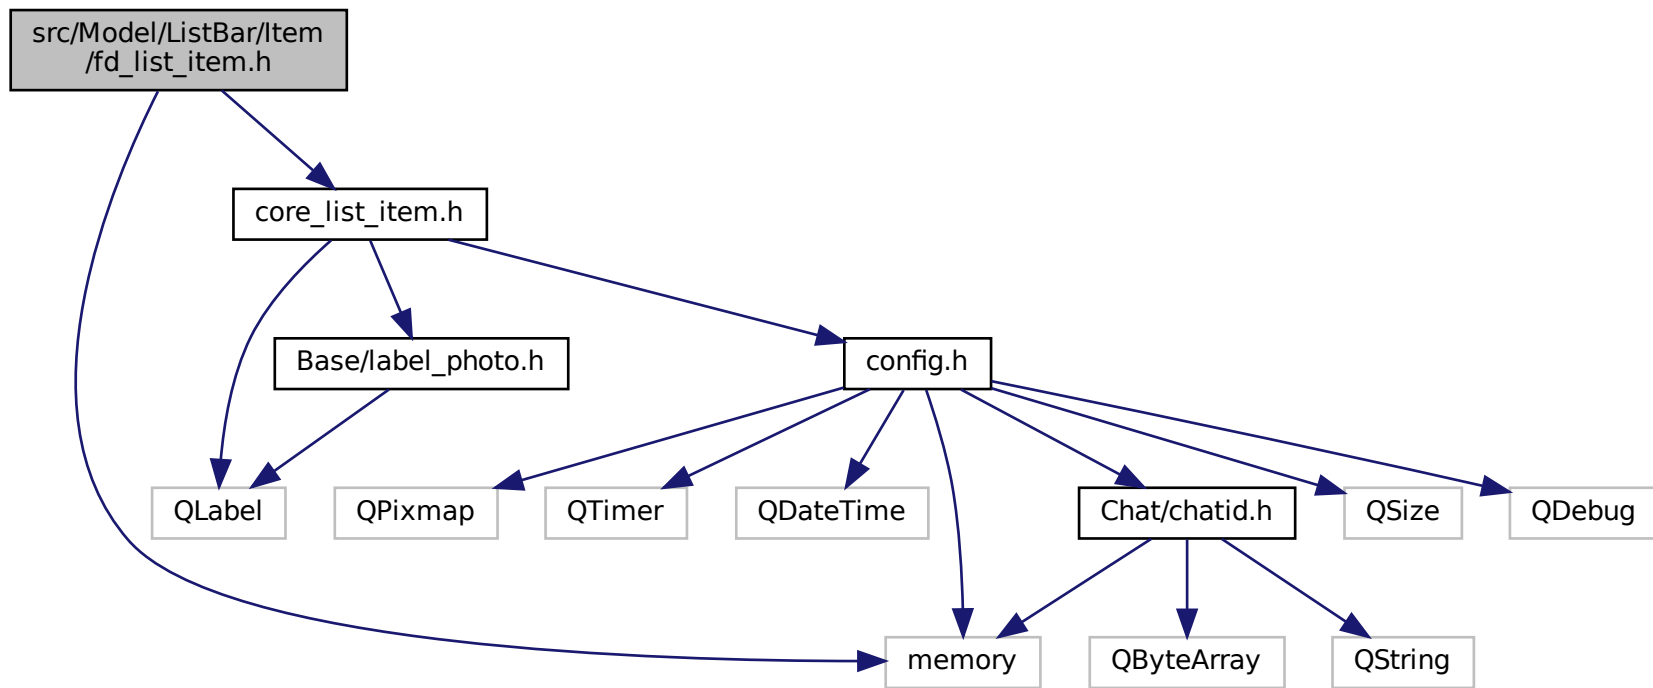 src/Model/ListBar/Item
/fd_list_item.h
core_list_item.h
Base/label_photo.h
config.h
QLabel
QPixmap
QTimer
QDateTime
Chat/chatid.h
QSize
QDebug
memory
QByteArray
QString